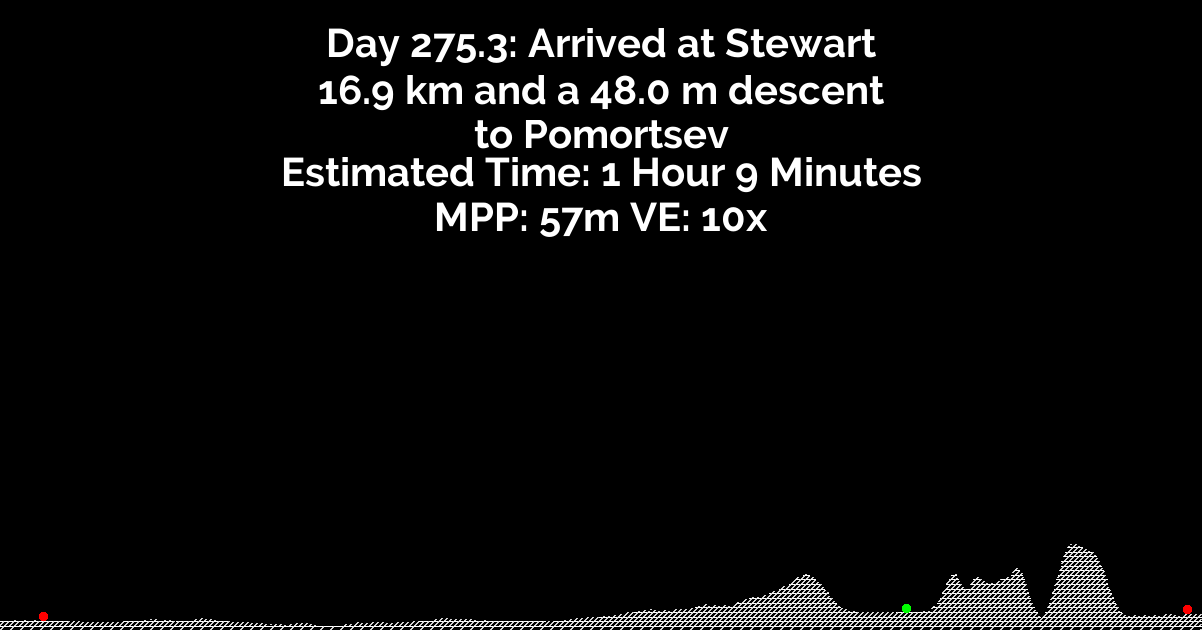 Day 275.3: Arrived at Stewart
16.9 km and a 48.0 m descent
to Pomortsev
Estimated Time: 1 Hour 9 Minutes
MPP: 57m VE: 10x